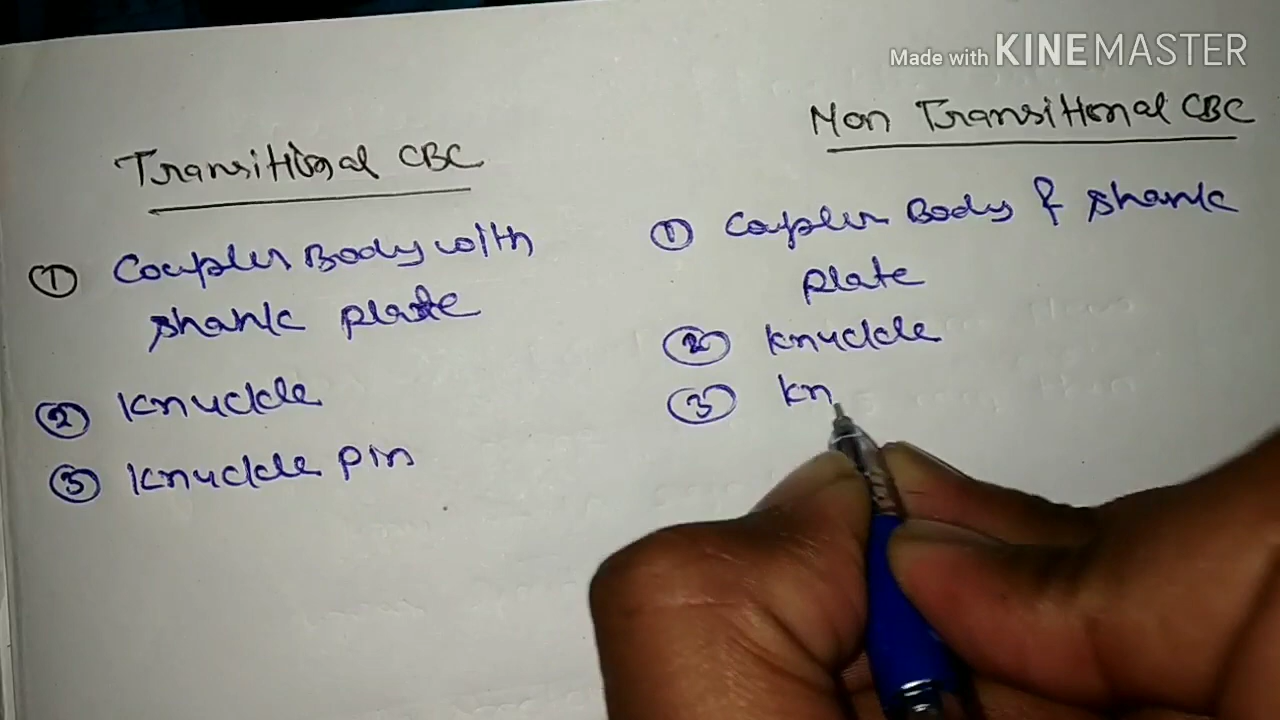 Made with KINEMASTER
Transitional CBC
① Coupler Body with
shank plate
② Knuckle
③ Knuckle pin
Non Transitional CBC
① Coupler Body & shank
plate
② Knuckle
③ Kn